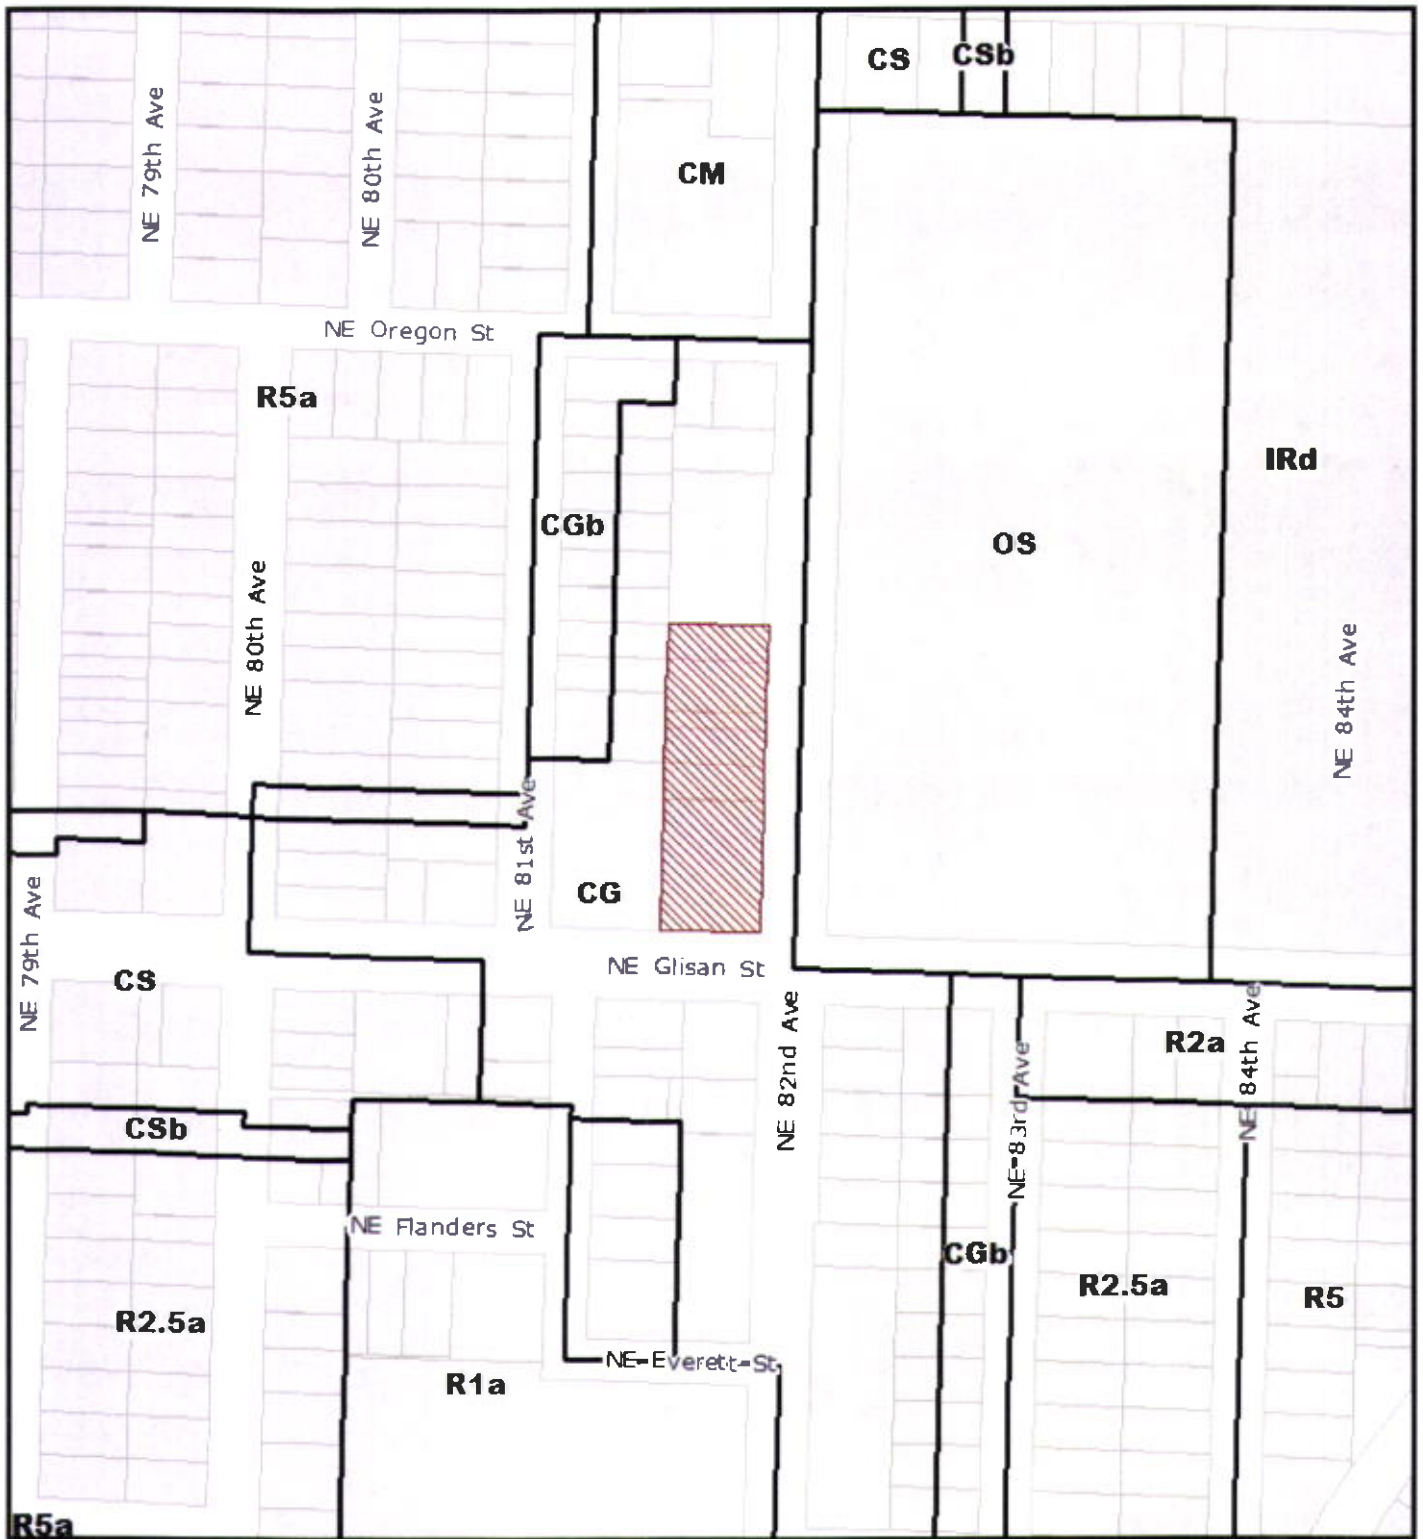 CS
CSb
NE 79th Ave
NE 80th Ave
CM
NE Oregon St
R5a
IRd
CGb
OS
NE 80th Ave
NE 84th Ave
NE 81st Ave
CG
NE 79th Ave
NE Glisan St
CS
NE 82nd Ave
NE 83rd Ave
R2a
NE 84th Ave
CSb
NE Flanders St
CGb
R2.5a
R5
R2.5a
NE Everett St
R1a
R5a